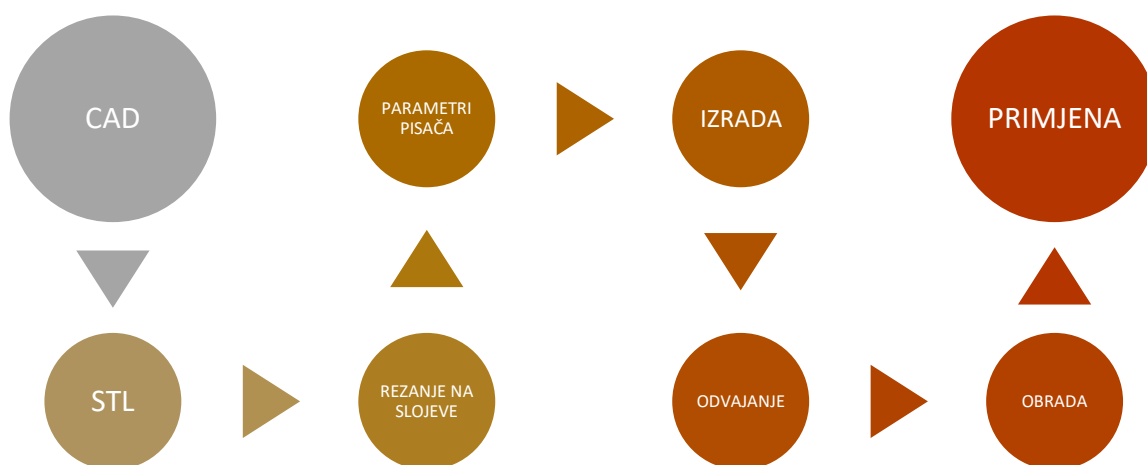 CAD
STL
REZANJE NA
SLOJEVE
PARAMETRI
PISAČA
IZRADA
ODVAJANJE
OBRADA
PRIMJENA